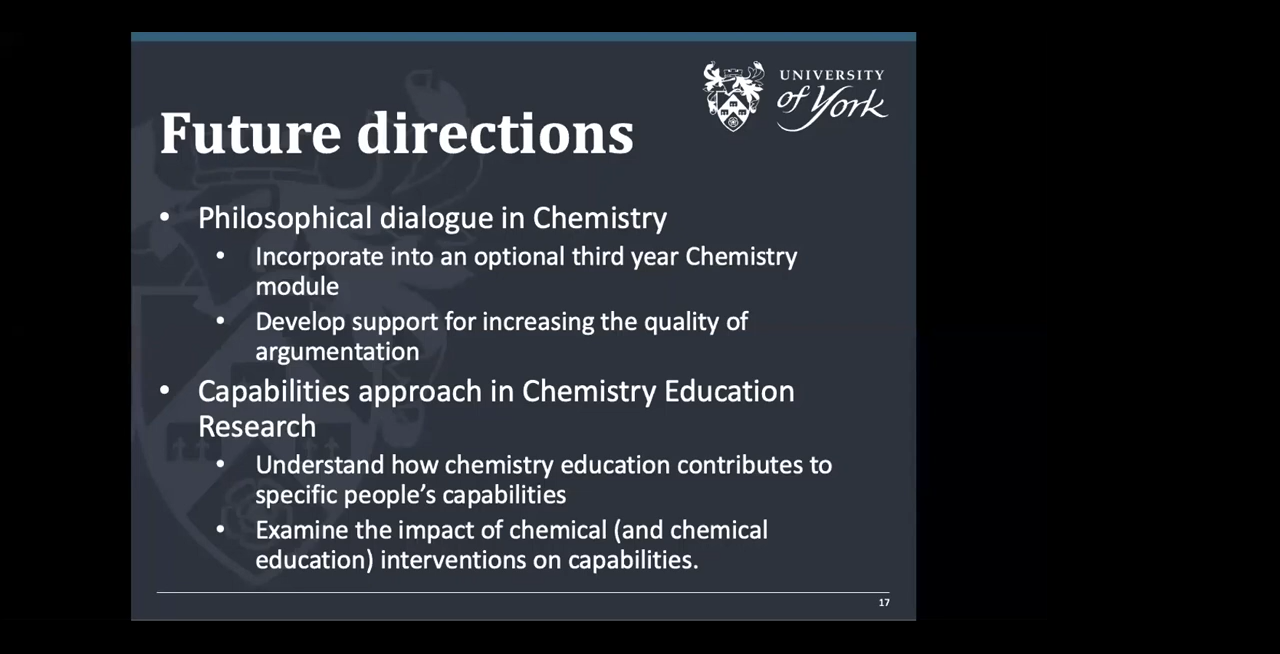 UNIVERSITY
of York
Future directions
• Philosophical dialogue in Chemistry
• Incorporate into an optional third year Chemistry
module
• Develop support for increasing the quality of
argumentation
• Capabilities approach in Chemistry Education
Research
• Understand how chemistry education contributes to
specific people’s capabilities
• Examine the impact of chemical (and chemical
education) interventions on capabilities.
17